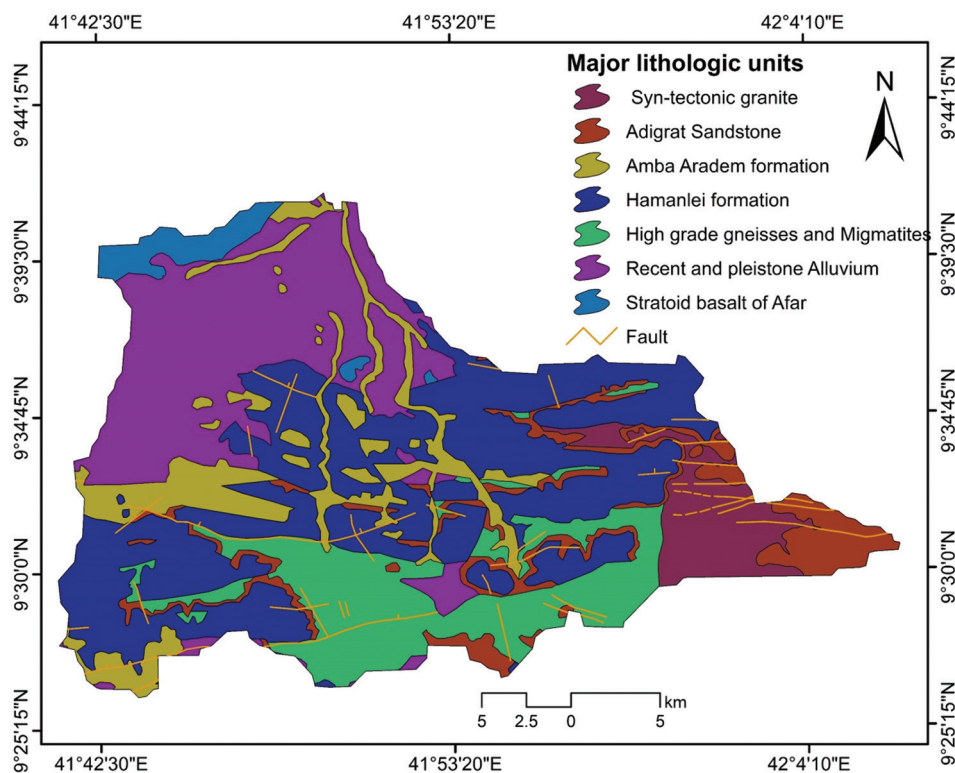 41°42'30"E 41°53'20"E 42°4'10"E
Major lithologic units
N
Syn-tectonic granite
Adigrat Sandstone
Amba Aradem formation
Hamanlei formation
High grade gneisses and Migmatites
Recent and pleistone Alluvium
Stratoid basalt of Afar
Fault
9°44'15"N 9°44'15"N
9°39'30"N 9°39'30"N
9°34'45"N 9°34'45"N
9°30'0"N 9°30'0"N
9°25'15"N 9°25'15"N
km
5 2.5 0 5
41°42'30"E 41°53'20"E 42°4'10"E